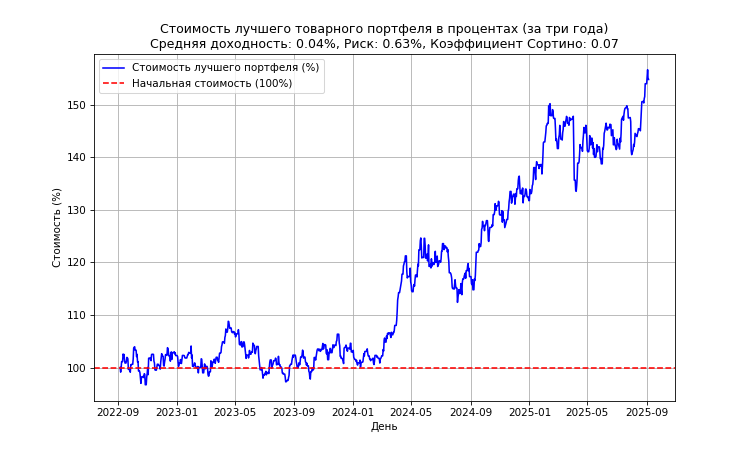 Стоимость лучшего товарного портфеля в процентах (за три года)
Средняя доходность: 0.04%, Риск: 0.63%, Коэффициент Сортино: 0.07
Стоимость лучшего портфеля (%)
Начальная стоимость (100%)
Стоимость (%)
150
140
130
120
110
100
2022-09 2023-01 2023-05 2023-09 2024-01 2024-05 2024-09 2025-01 2025-05 2025-09
День